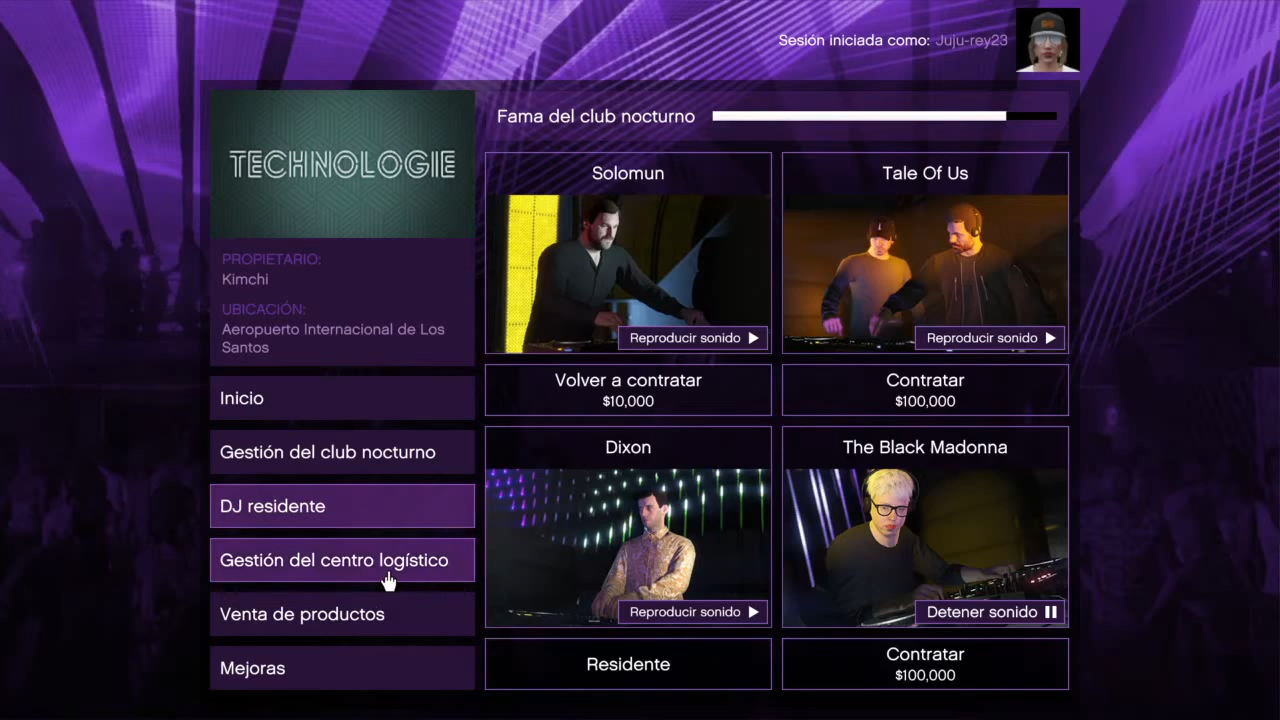 Sesión iniciada como: Juju-rey23
TECHNOLOGIE
PROPIETARIO:
Kimchi
UBICACIÓN:
Aeropuerto Internacional de Los
Santos
Inicio
Gestión del club nocturno
DJ residente
Gestión del centro logístico
Venta de productos
Mejoras
Fama del club nocturno
Solomun
Reproducir sonido
Volver a contratar
$10,000
Tale Of Us
Reproducir sonido
Contratar
$100,000
Dixon
Reproducir sonido
Residente
The Black Madonna
Detener sonido
Contratar
$100,000